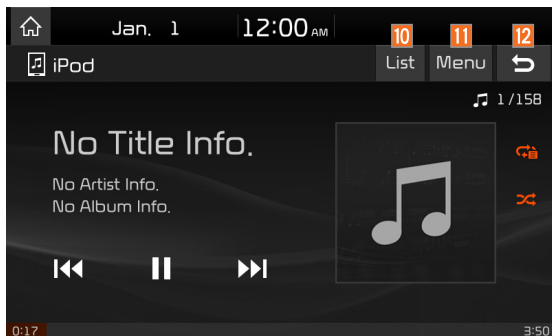 Jan. 1 12:00 AM
10 11 12
iPod List Menu
1/158
No Title Info.
No Artist Info.
No Album Info.
0:17 3:50